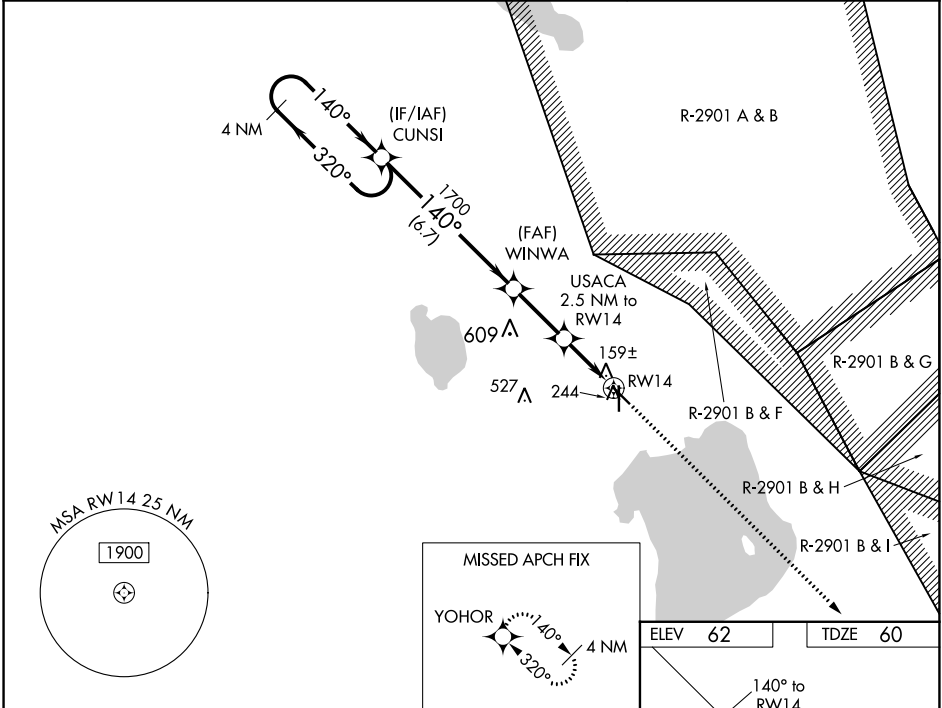 R-2901 A & B
140°
(IF/IAF)
CUNSI
4 NM
320°
1700
140°
(6.7)
(FAF)
WINWA
USACA
2.5 NM to
RW14
609
159±
R-2901 B & G
RW14
527
244
R-2901 B & F
R-2901 B & H
MSA RW14 25 NM
1900
R-2901 B & I
MISSED APCH FIX
YOHOR
140°
4 NM
320°
ELEV 62
TDZE 60
140° to
RW14